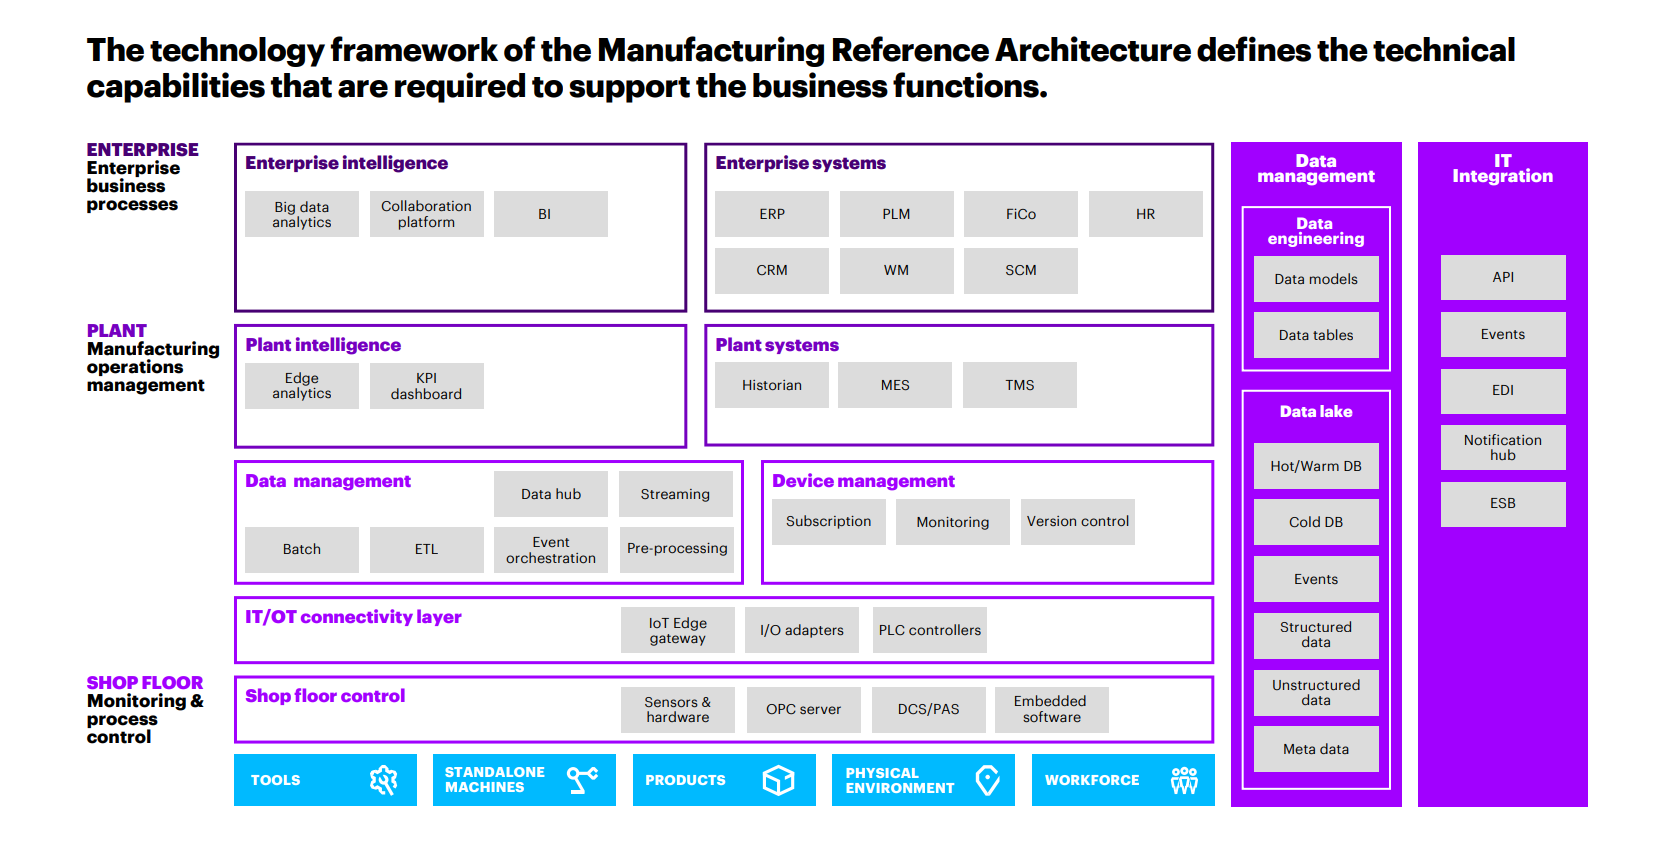 The technology framework of the Manufacturing Reference Architecture defines the technical
capabilities that are required to support the business functions.
ENTERPRISE
Enterprise
business
processes
Enterprise intelligence
Big data
analytics
Collaboration
platform
BI
Enterprise systems
ERP
PLM
FiCo
HR
CRM
WM
SCM
PLANT
Manufacturing
operations
management
Plant intelligence
Edge
analytics
KPI
dashboard
Plant systems
Historian
MES
TMS
Data management
Data hub
Streaming
Batch
ETL
Event
orchestration
Pre-processing
Device management
Subscription
Monitoring
Version control
IT/OT connectivity layer
IoT Edge
gateway
I/O adapters
PLC controllers
SHOP FLOOR
Monitoring &
process
control
Shop floor control
Sensors &
hardware
OPC server
DCS/PAS
Embedded
software
TOOLS
STANDALONE
MACHINES
PRODUCTS
PHYSICAL
ENVIRONMENT
WORKFORCE
Data
management
Data
engineering
Data models
Data tables
Data lake
Hot/Warm DB
Cold DB
Events
Structured
data
Unstructured
data
Meta data
IT
Integration
API
Events
EDI
Notification
hub
ESB